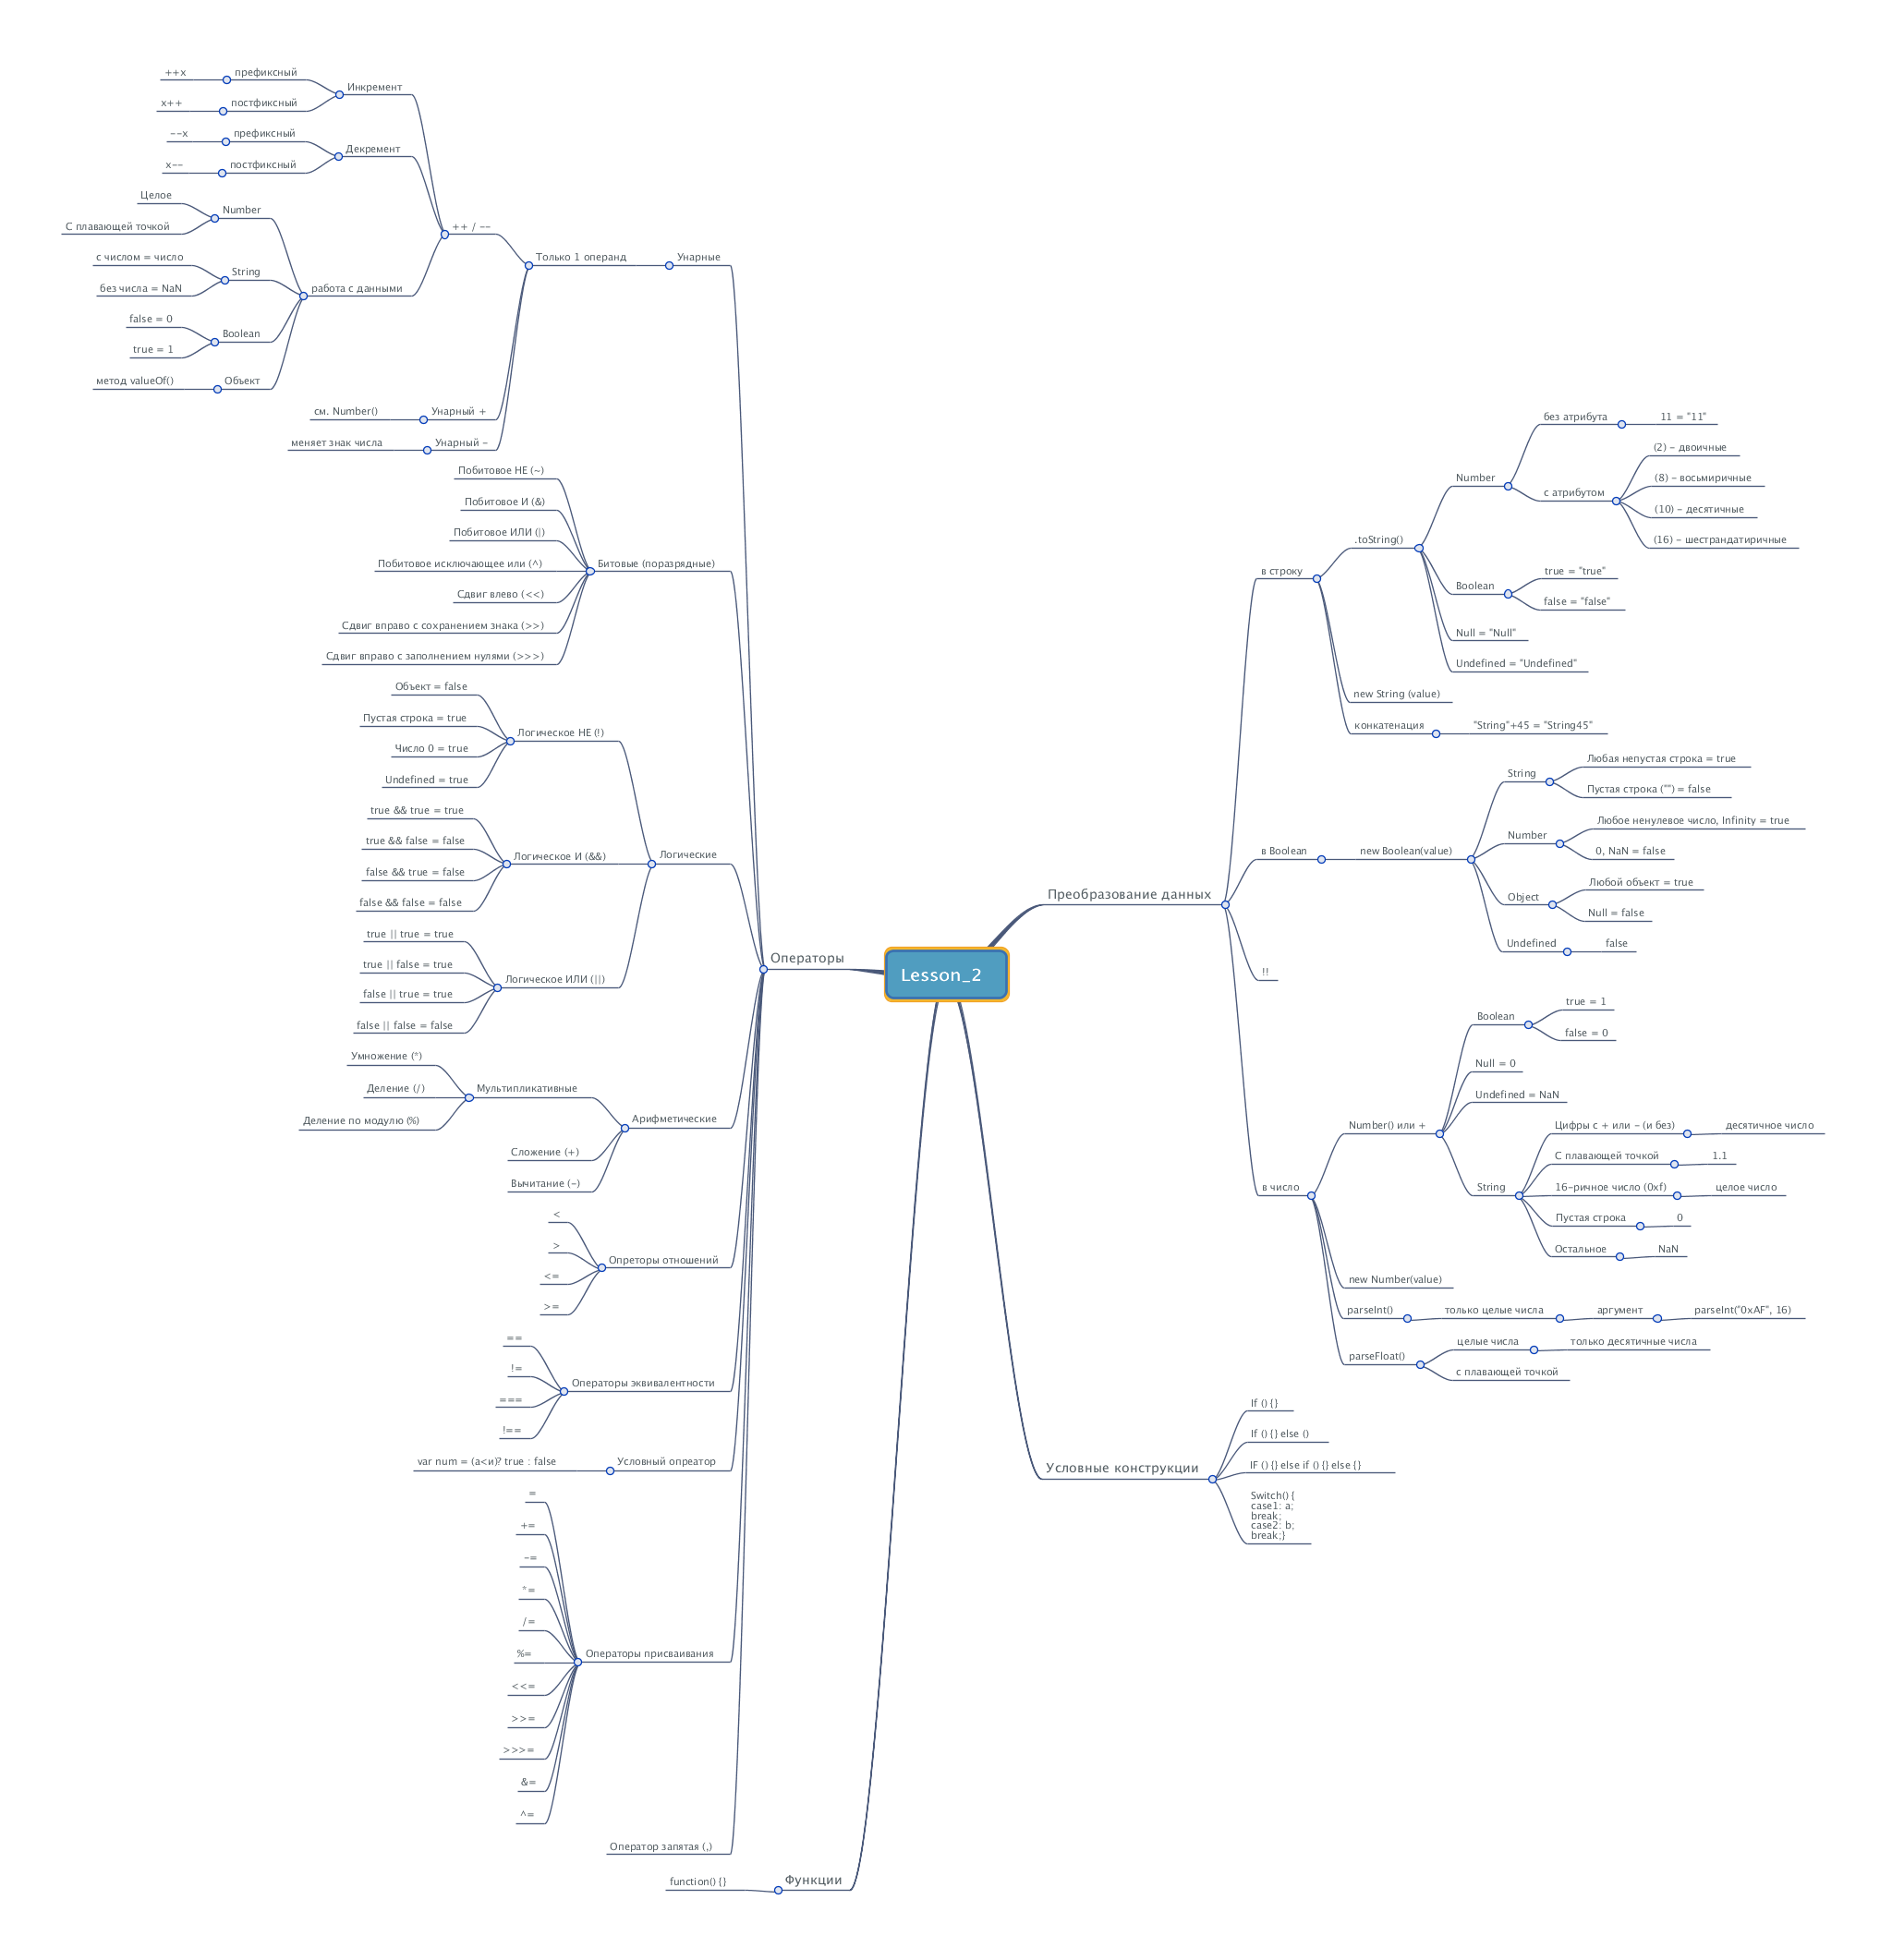 Lesson_2
Преобразование данных
в строку
.toString()
Number
без атрибута
11 = "11"
с атрибутом
(2) - двоичные
(8) - восьмиричные
(10) - десятичные
(16) - шестрандатиричные
Boolean
true = "true"
false = "false"
Null = "Null"
Undefined = "Undefined"
new String (value)
конкатенация
"String"+45 = "String45"
в Boolean
new Boolean(value)
String
Любая непустая строка = true
Пустая строка ("") = false
Number
Любое ненулевое число, Infinity = true
0, NaN = false
Object
Любой объект = true
Null = false
Undefined
false
!!
в число
Number() или +
Boolean
true = 1
false = 0
Null = 0
Undefined = NaN
String
Цифры с + или - (и без)
десятичное число
С плавающей точкой
1.1
16-ричное число (0xf)
целое число
Пустая строка
0
Остальное
NaN
new Number(value)
parseInt()
только целые числа
аргумент
parseInt("0xAF", 16)
parseFloat()
целые числа
только десятичные числа
с плавающей точкой
Условные конструкции
If () {}
If () {} else ()
IF () {} else if () {} else {}
Switch() {
case1: a;
break;
case2: b;
break;}
Операторы
Унарные
Только 1 операнд
++ / --
Инкремент
префиксный
++x
постфиксный
x++
Декремент
префиксный
--x
постфиксный
x--
работа с данными
Number
Целое
С плавающей точкой
String
с числом = число
без числа = NaN
Boolean
false = 0
true = 1
Объект
метод valueOf()
Унарный +
см. Number()
Унарный -
меняет знак числа
Битовые (поразрядные)
Побитовое НЕ (~)
Побитовое И (&)
Побитовое ИЛИ (|)
Побитовое исключающее или (^)
Сдвиг влево (<<)
Сдвиг вправо с сохранением знака (>>)
Сдвиг вправо с заполнением нулями (>>>)
Логические
Логическое НЕ (!)
Объект = false
Пустая строка = true
Число 0 = true
Undefined = true
Логическое И (&&)
true && true = true
true && false = false
false && true = false
false && false = false
Логическое ИЛИ (||)
true || true = true
true || false = true
false || true = true
false || false = false
Арифметические
Мультипликативные
Умножение (*)
Деление (/)
Деление по модулю (%)
Сложение (+)
Вычитание (-)
Опреторы отношений
<
>
<=
>=
Операторы эквивалентности
==
!=
===
!==
Условный опреатор
var num = (a<и)? true : false
Операторы присваивания
=
+=
-=
*=
/=
%=
<<=
>>=
>>>=
&=
^=
Оператор запятая (,)
Функции
function() {}